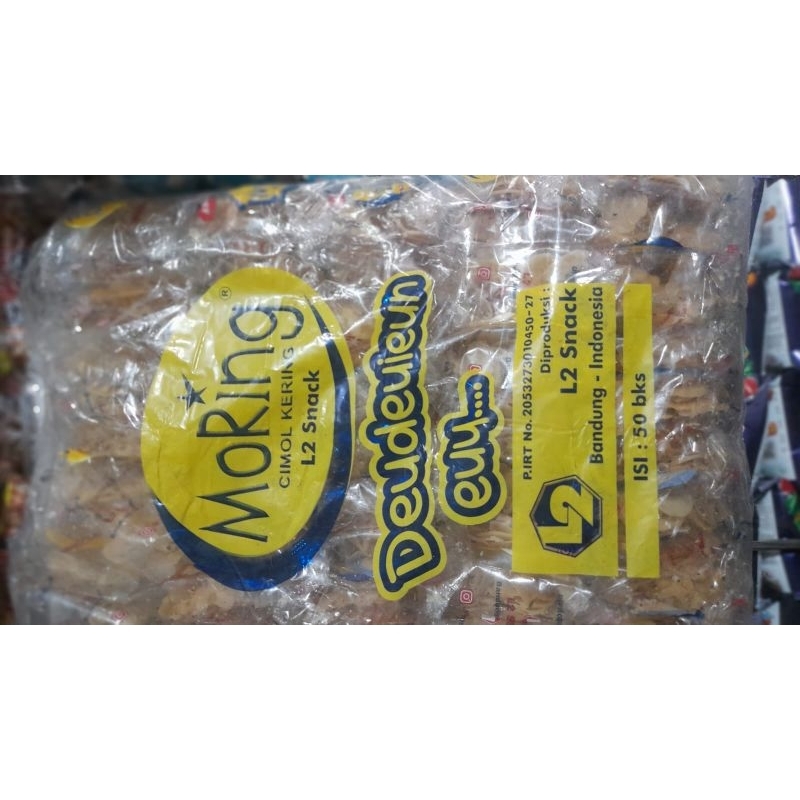 MoRing
®
CIMOL KERING
L2 Snack
Deudeuieun
euy....
P.IRT No. 2053273010450-27
Diproduksi :
L2 Snack
Bandung - Indonesia
L2
ISI : 50 bks